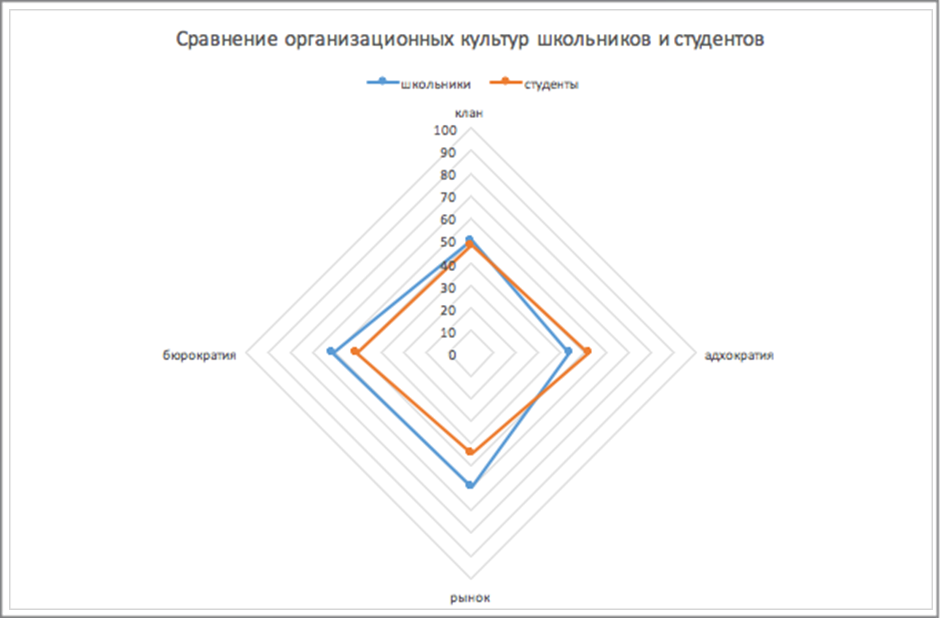 Сравнение организационных культур школьников и студентов
школьники студенты
клан
100
90
80
70
60
50
40
30
20
10
0
бюрократия
адхократия
рынок